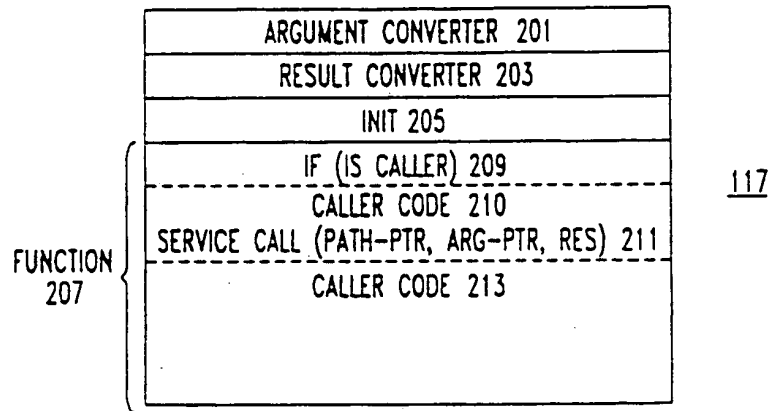 ARGUMENT CONVERTER 201
RESULT CONVERTER 203
INIT 205
IF (IS CALLER) 209
117
CALLER CODE 210
SERVICE CALL (PATH-PTR, ARG-PTR, RES) 211
FUNCTION
207
CALLER CODE 213